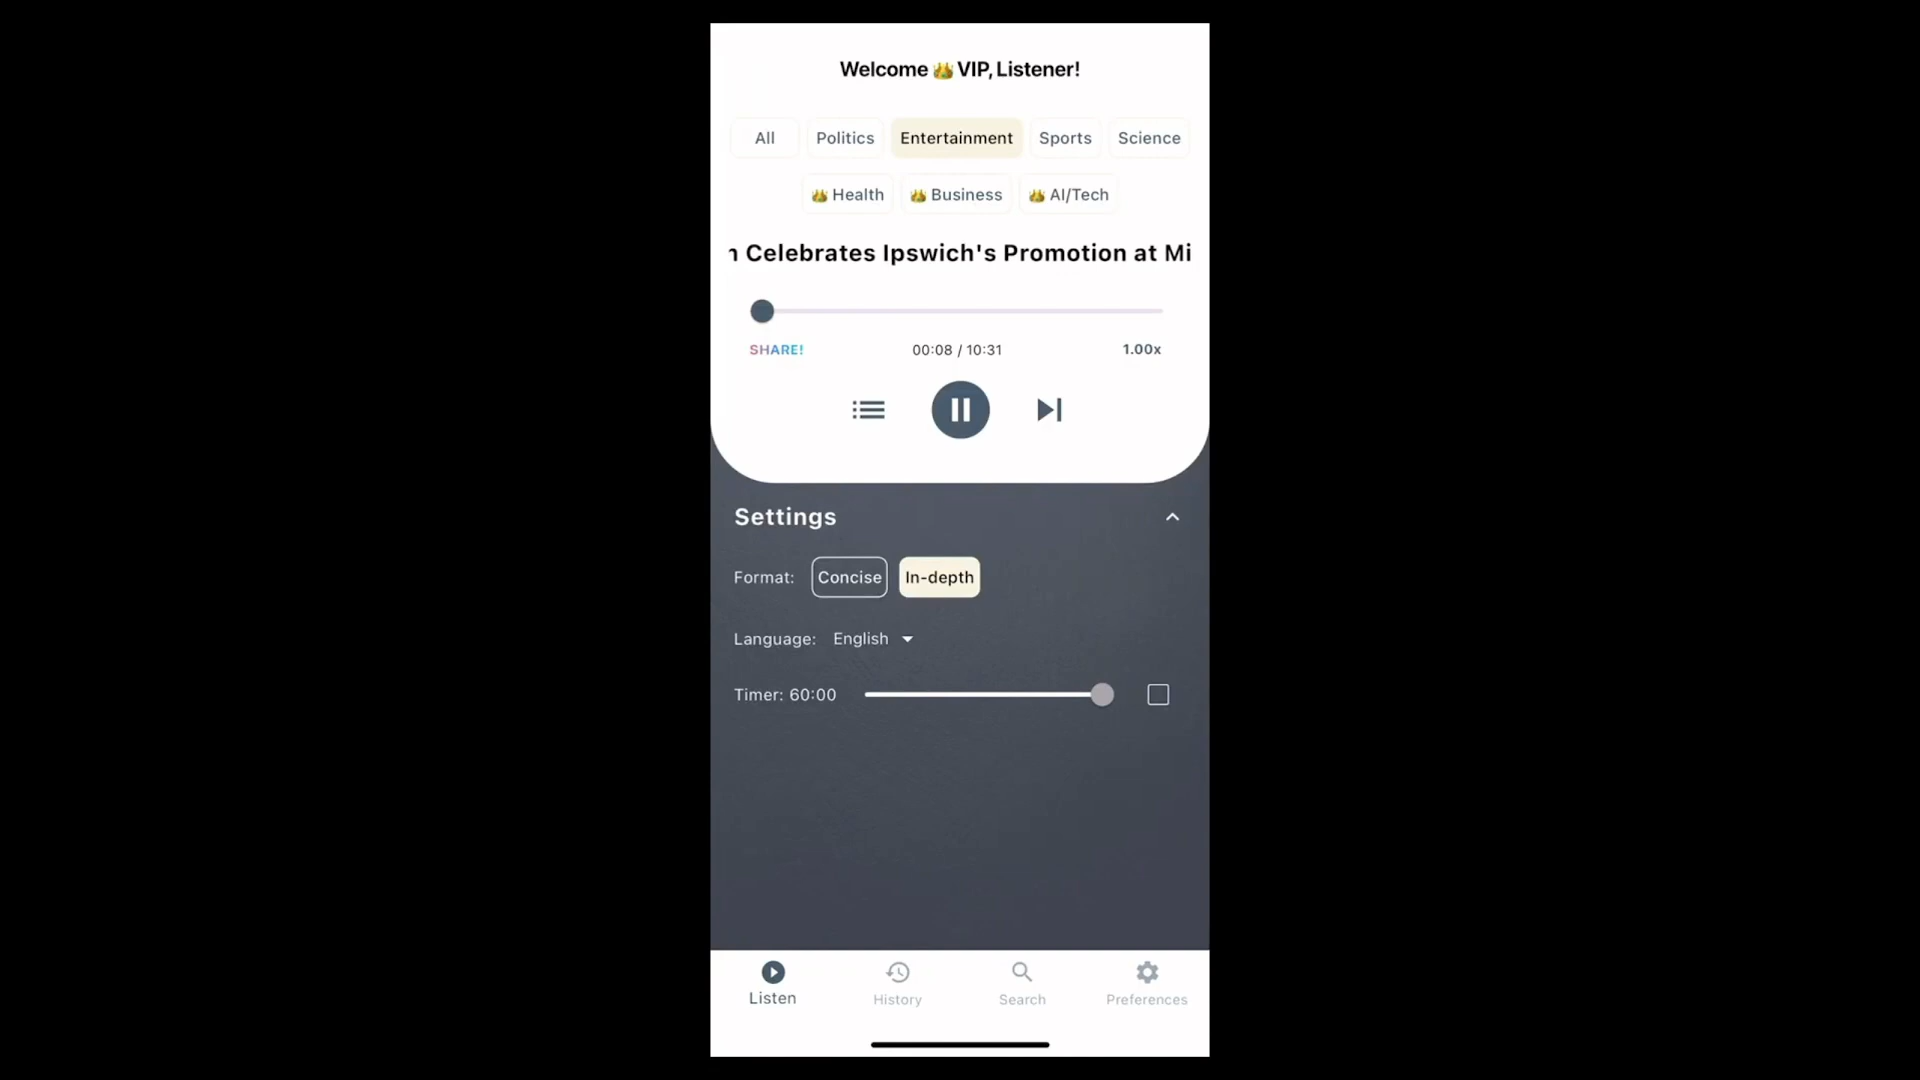 Welcome 👑 VIP, Listener!
All Politics Entertainment Sports Science
👑 Health 👑 Business 👑 AI/Tech
Celebrates Ipswich's Promotion at Mi
SHARE! 00:08 / 10:31 1.00x
Settings
Format: Concise In-depth
Language: English
Timer: 60:00
Listen History Search Preferences